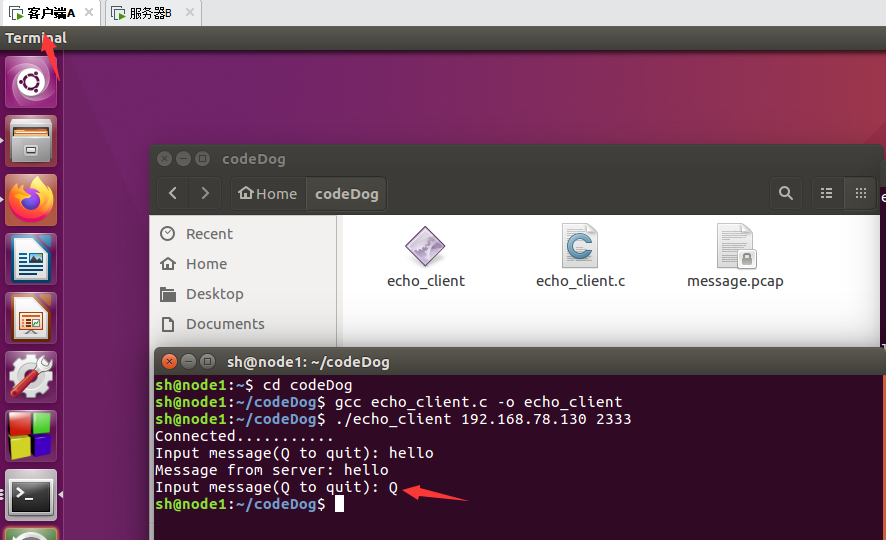 客户端A
服务器B
Terminal
codeDog
Home
codeDog
Recent
Home
Desktop
Documents
echo_client
echo_client.c
message.pcap
sh@node1: ~/codeDog
sh@node1:~$ cd codeDog
sh@node1:~/codeDog$ gcc echo_client.c -o echo_client
sh@node1:~/codeDog$ ./echo_client 192.168.78.130 2333
Connected...........
Input message(Q to quit): hello
Message from server: hello
Input message(Q to quit): Q
sh@node1:~/codeDog$